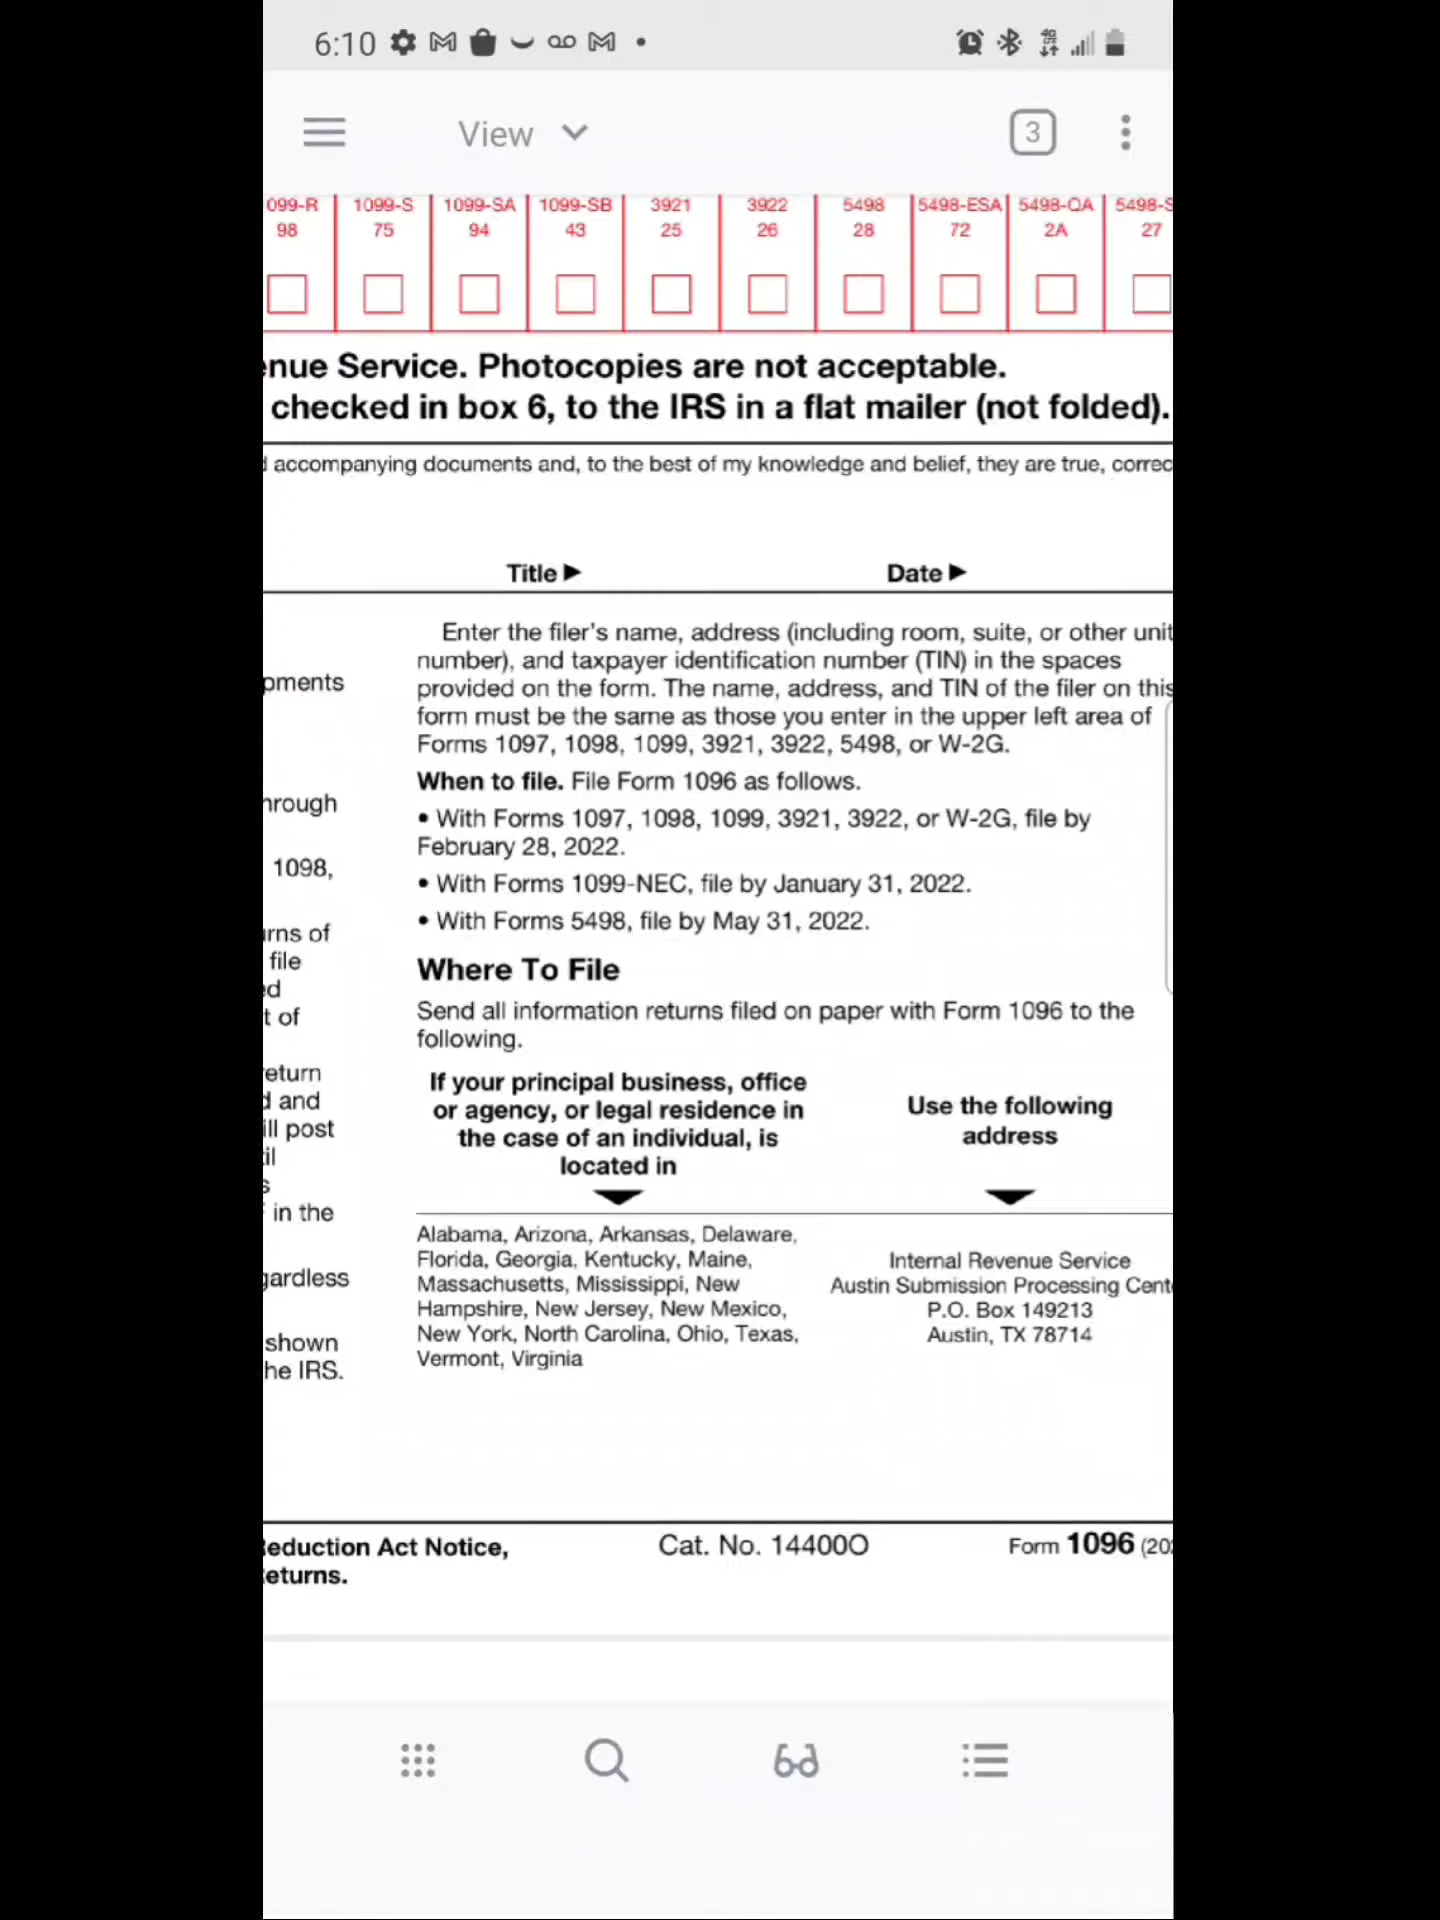 6:10
View
3
099-R 1099-S 1099-SA 1099-SB 3921 3922 5498 5498-ESA 5498-QA 5498-S
98 75 94 43 25 26 28 72 2A 27
enue Service. Photocopies are not acceptable.
checked in box 6, to the IRS in a flat mailer (not folded).
accompanying documents and, to the best of my knowledge and belief, they are true, correc
Title
Date
pments
hrough
1098,
urns of
file
ed
t of
eturn
d and
ill post
il
s
in the
gardless
shown
he IRS.
Enter the filer's name, address (including room, suite, or other unit
number), and taxpayer identification number (TIN) in the spaces
provided on the form. The name, address, and TIN of the filer on this
form must be the same as those you enter in the upper left area of
Forms 1097, 1098, 1099, 3921, 3922, 5498, or W-2G.
When to file. File Form 1096 as follows.
• With Forms 1097, 1098, 1099, 3921, 3922, or W-2G, file by
February 28, 2022.
• With Forms 1099-NEC, file by January 31, 2022.
• With Forms 5498, file by May 31, 2022.
Where To File
Send all information returns filed on paper with Form 1096 to the
following.
If your principal business, office
or agency, or legal residence in
the case of an individual, is
located in
Use the following
address
Alabama, Arizona, Arkansas, Delaware,
Florida, Georgia, Kentucky, Maine,
Massachusetts, Mississippi, New
Hampshire, New Jersey, New Mexico,
New York, North Carolina, Ohio, Texas,
Vermont, Virginia
Internal Revenue Service
Austin Submission Processing Cent
P.O. Box 149213
Austin, TX 78714
eduction Act Notice,
eturns.
Cat. No. 14400O
Form 1096 (20